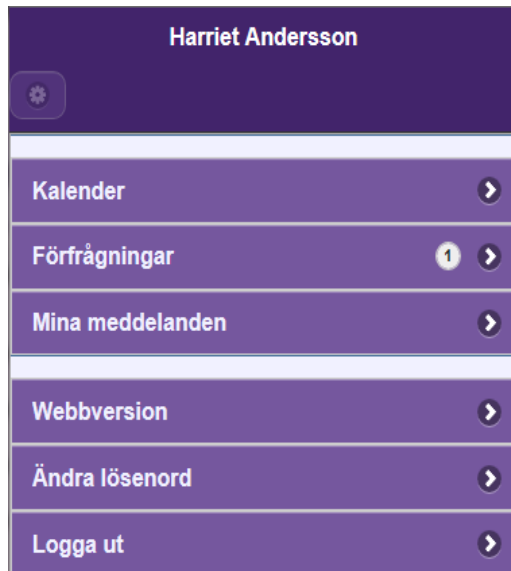 Harriet Andersson
Kalender
Förfrågningar 1
Mina meddelanden
Webbversion
Ändra lösenord
Logga ut